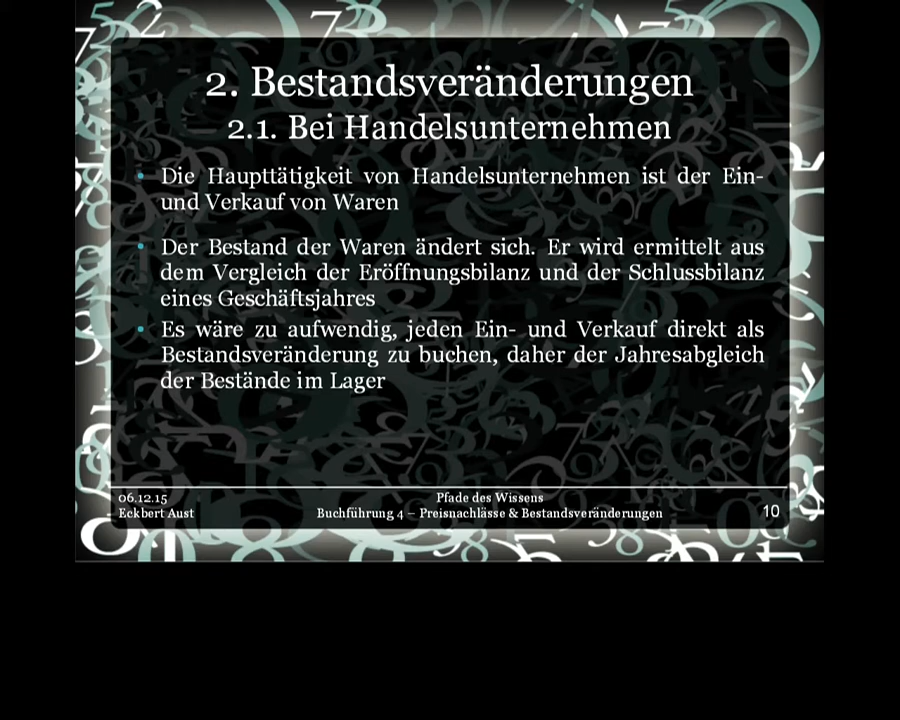 2. Bestandsveränderungen
2.1. Bei Handelsunternehmen
• Die Haupttätigkeit von Handelsunternehmen ist der Ein-
und Verkauf von Waren
• Der Bestand der Waren ändert sich. Er wird ermittelt aus
dem Vergleich der Eröffnungsbilanz und der Schlussbilanz
eines Geschäftsjahres
• Es wäre zu aufwendig, jeden Ein- und Verkauf direkt als
Bestandsveränderung zu buchen, daher der Jahresabgleich
der Bestände im Lager
06.12.15
Eckbert Aust
Pfade des Wissens
Buchführung 4 – Preisnachlässe & Bestandsveränderungen
10